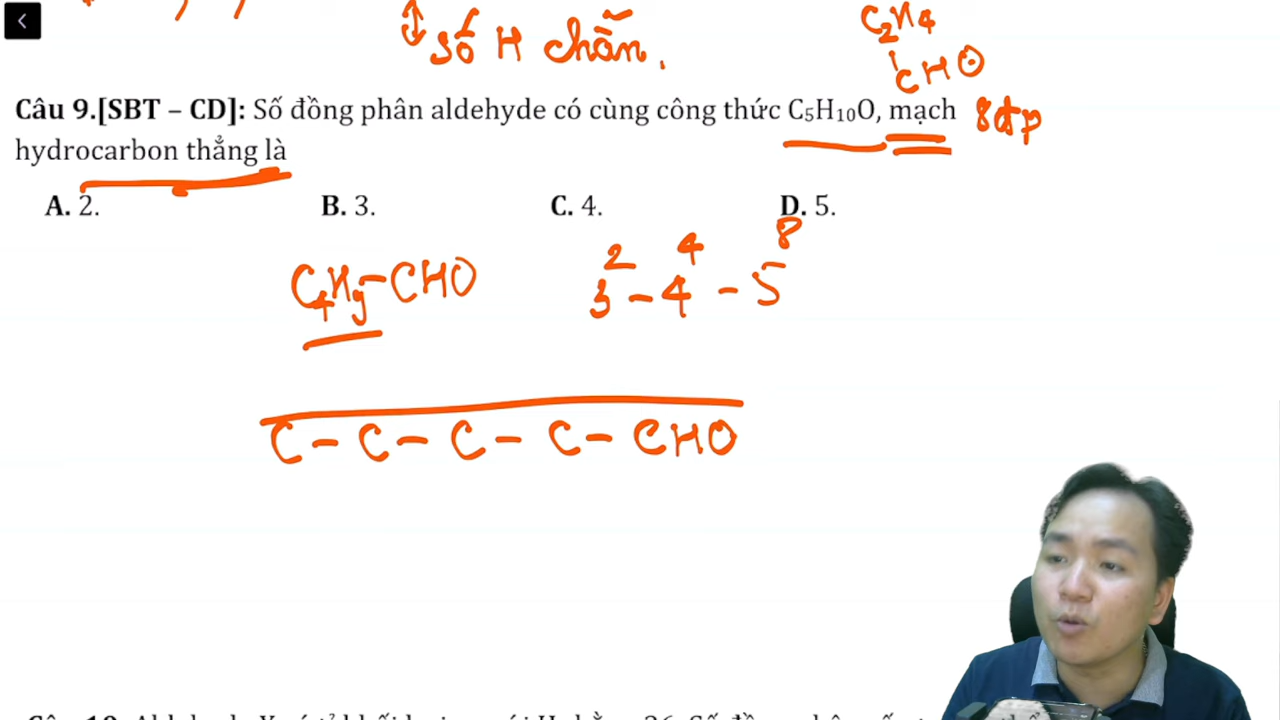 số H chẵn.
C₂H₄
CHO
Câu 9.[SBT – CD]: Số đồng phân aldehyde có cùng công thức C₅H₁₀O, mạch 8đp
hydrocarbon thẳng là
A. 2. B. 3. C. 4. D. 5.
2 4 8
C₄H₉-CHO 3 - 4 - 5
C - C - C - C - CHO